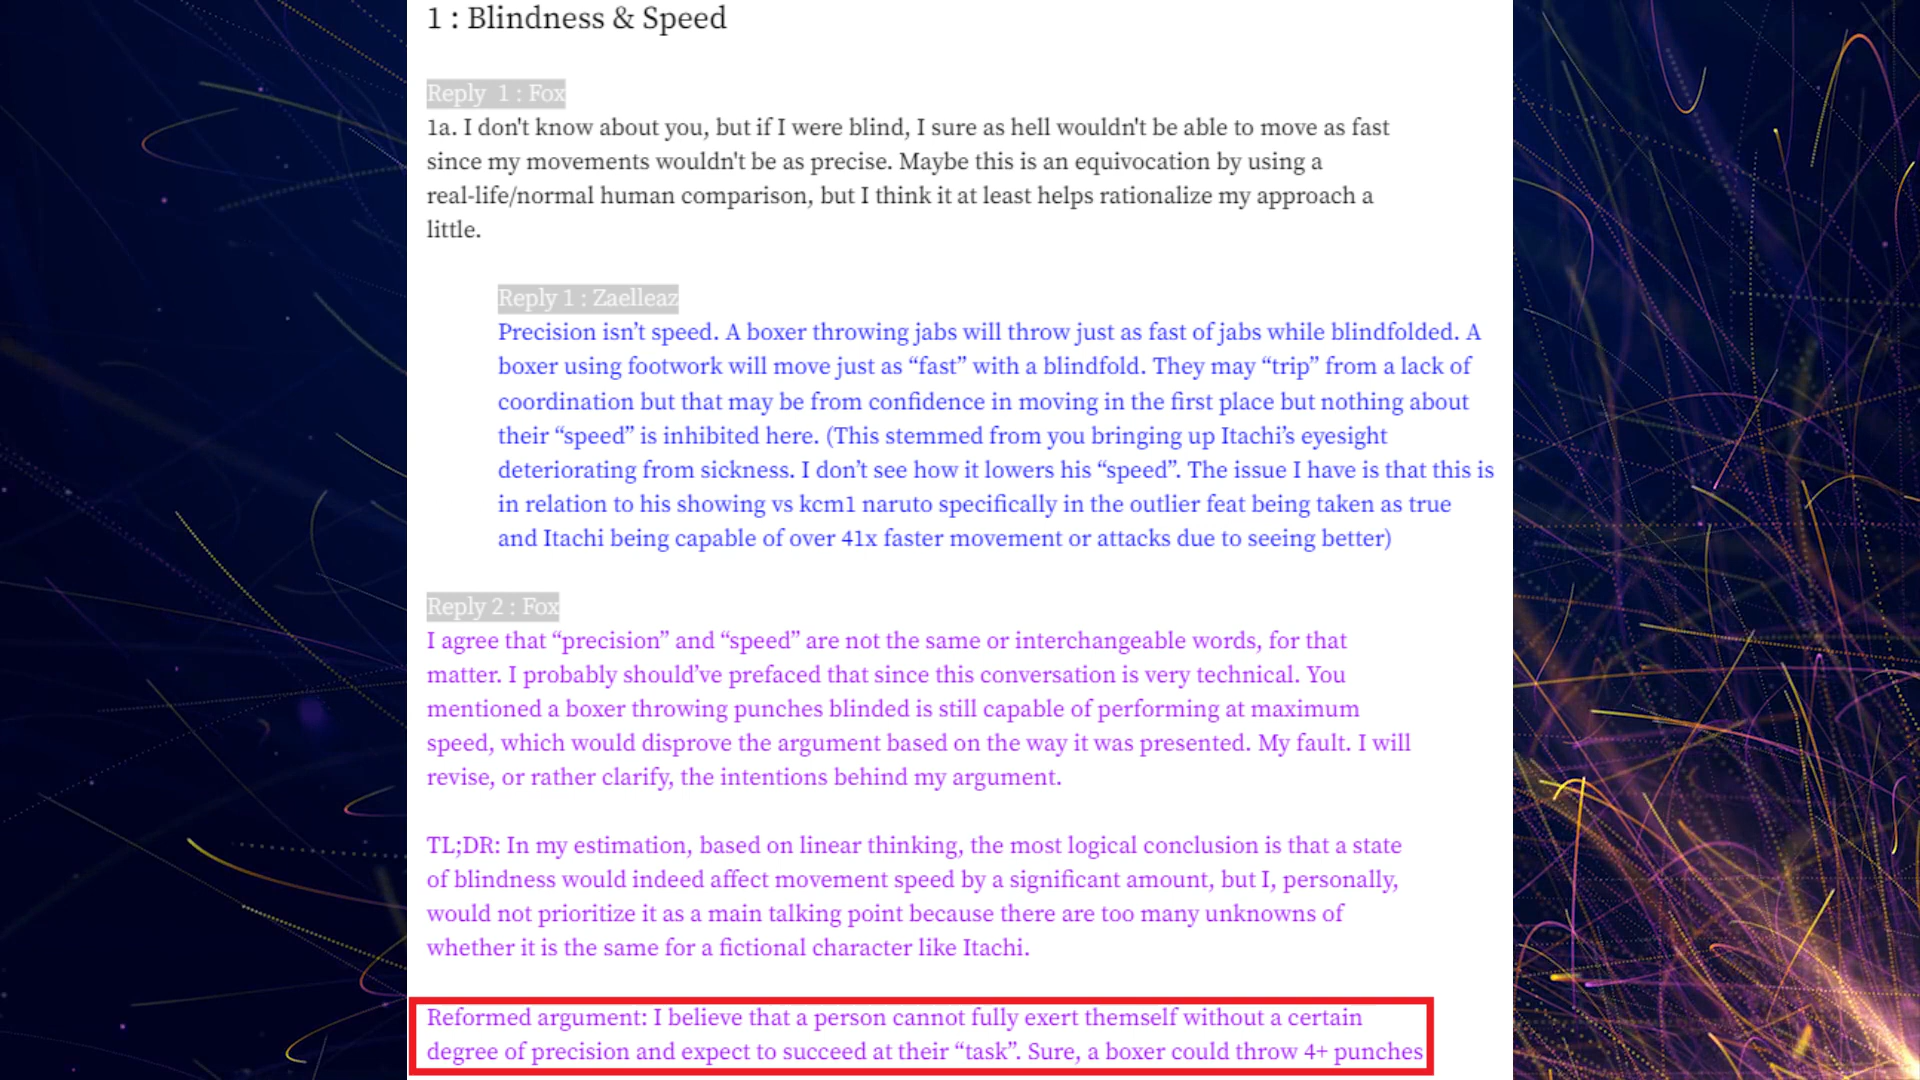 1 : Blindness & Speed
Reply 1 : Fox
1a. I don't know about you, but if I were blind, I sure as hell wouldn't be able to move as fast
since my movements wouldn't be as precise. Maybe this is an equivocation by using a
real-life/normal human comparison, but I think it at least helps rationalize my approach a
little.
Reply 1 : Zaelleaz
Precision isn’t speed. A boxer throwing jabs will throw just as fast of jabs while blindfolded. A
boxer using footwork will move just as “fast” with a blindfold. They may “trip” from a lack of
coordination but that may be from confidence in moving in the first place but nothing about
their “speed” is inhibited here. (This stemmed from you bringing up Itachi’s eyesight
deteriorating from sickness. I don’t see how it lowers his “speed”. The issue I have is that this is
in relation to his showing vs kcm1 naruto specifically in the outlier feat being taken as true
and Itachi being capable of over 41x faster movement or attacks due to seeing better)
Reply 2 : Fox
I agree that “precision” and “speed” are not the same or interchangeable words, for that
matter. I probably should’ve prefaced that since this conversation is very technical. You
mentioned a boxer throwing punches blinded is still capable of performing at maximum
speed, which would disprove the argument based on the way it was presented. My fault. I will
revise, or rather clarify, the intentions behind my argument.
TL;DR: In my estimation, based on linear thinking, the most logical conclusion is that a state
of blindness would indeed affect movement speed by a significant amount, but I, personally,
would not prioritize it as a main talking point because there are too many unknowns of
whether it is the same for a fictional character like Itachi.
Reformed argument: I believe that a person cannot fully exert themself without a certain
degree of precision and expect to succeed at their “task”. Sure, a boxer could throw 4+ punches